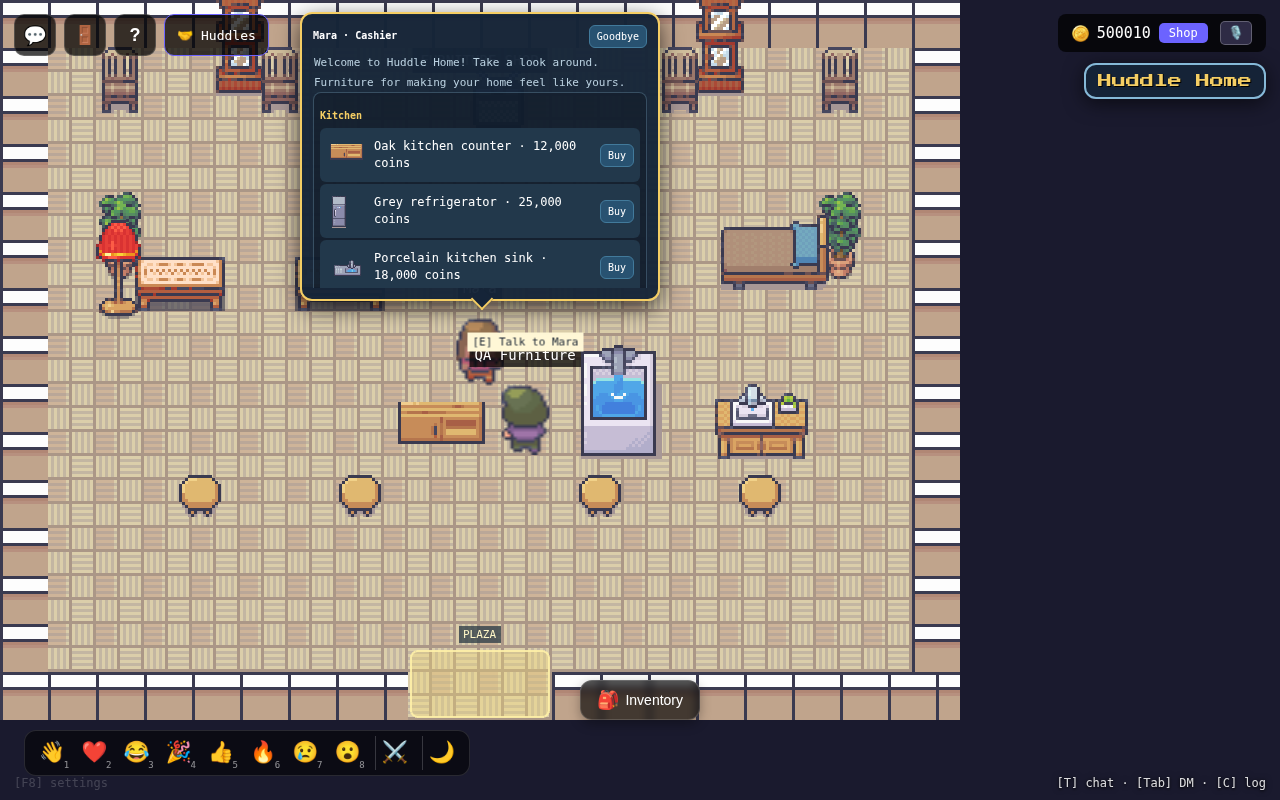 ?
Huddles
Mara · Cashier
Goodbye
Welcome to Huddle Home! Take a look around.
Furniture for making your home feel like yours.
Kitchen
Oak kitchen counter · 12,000
coins
Buy
Grey refrigerator · 25,000
coins
Buy
Porcelain kitchen sink ·
18,000 coins
Buy
500010
Shop
Huddle Home
[E] Talk to Mara
QA Furniture
PLAZA
Inventory
1
2
3
4
5
6
7
8
[F8] settings
[T] chat · [Tab] DM · [C] log